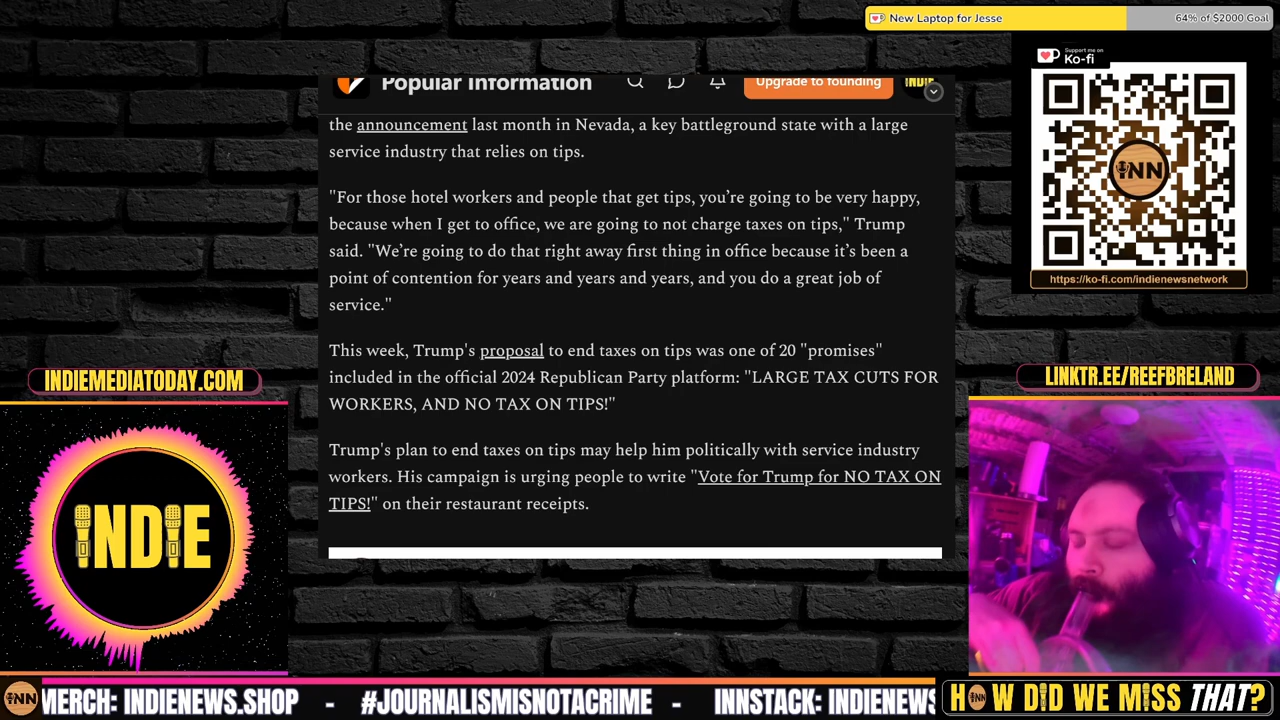 New Laptop for Jesse
64% of $2000 Goal
Support me on
Ko-fi
Popular Information
Upgrade to founding
INDIE
the announcement last month in Nevada, a key battleground state with a large
service industry that relies on tips.
"For those hotel workers and people that get tips, you’re going to be very happy,
because when I get to office, we are going to not charge taxes on tips," Trump
said. "We’re going to do that right away first thing in office because it’s been a
point of contention for years and years and years, and you do a great job of
service."
This week, Trump's proposal to end taxes on tips was one of 20 "promises"
included in the official 2024 Republican Party platform: "LARGE TAX CUTS FOR
WORKERS, AND NO TAX ON TIPS!"
Trump's plan to end taxes on tips may help him politically with service industry
workers. His campaign is urging people to write "Vote for Trump for NO TAX ON
TIPS!" on their restaurant receipts.
INN
https://ko-fi.com/indienewsnetwork
INDIEMEDIATODAY.COM
LINKTR.EE/REEFBRELAND
INDIE
INN
MERCH: INDIENEWS.SHOP - #JOURNALISMISNOTACRIME - INNSTACK: INDIENEWS
HOW DID WE MISS THAT?